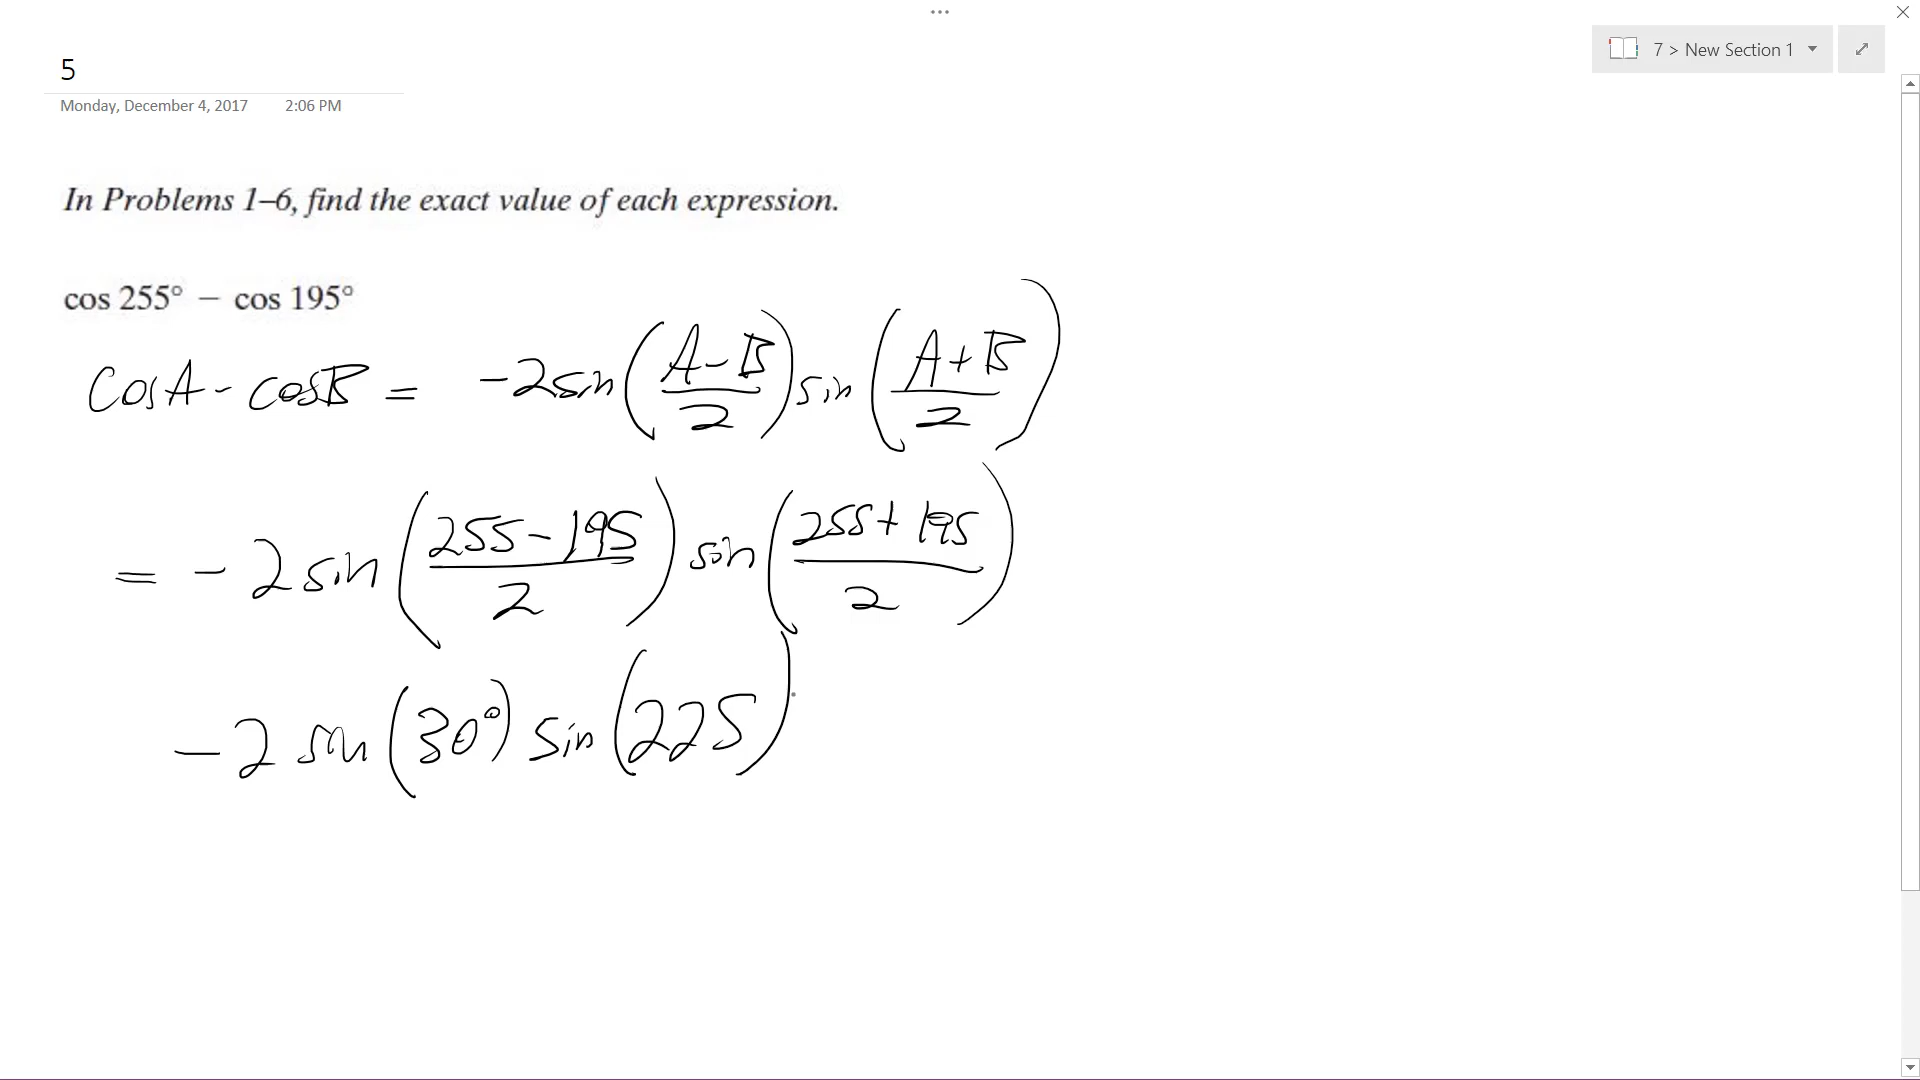 7 > New Section 1
5
Monday, December 4, 2017 2:06 PM
In Problems 1–6, find the exact value of each expression.
cos 255° − cos 195°
cosA - cosB = -2sin((A-B)/2) sin((A+B)/2)
= -2 sin((255-195)/2) sin((255+195)/2)
-2 sin(30°) sin(225)